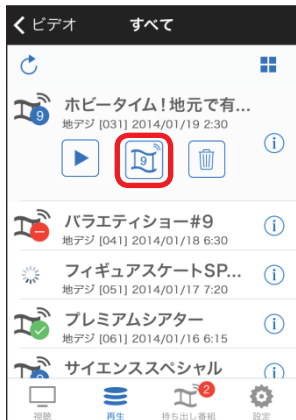 ビデオ すべて
9
ホビータイム!地元で有...
地デジ [031] 2014/01/19 2:30
9
バラエティショー#9
地デジ [041] 2014/01/18 6:30
フィギュアスケートSP...
地デジ [051] 2014/01/17 7:20
プレミアムシアター
地デジ [061] 2014/01/16 6:15
サイエンススペシャル
2
視聴 再生 持ち出し番組 設定